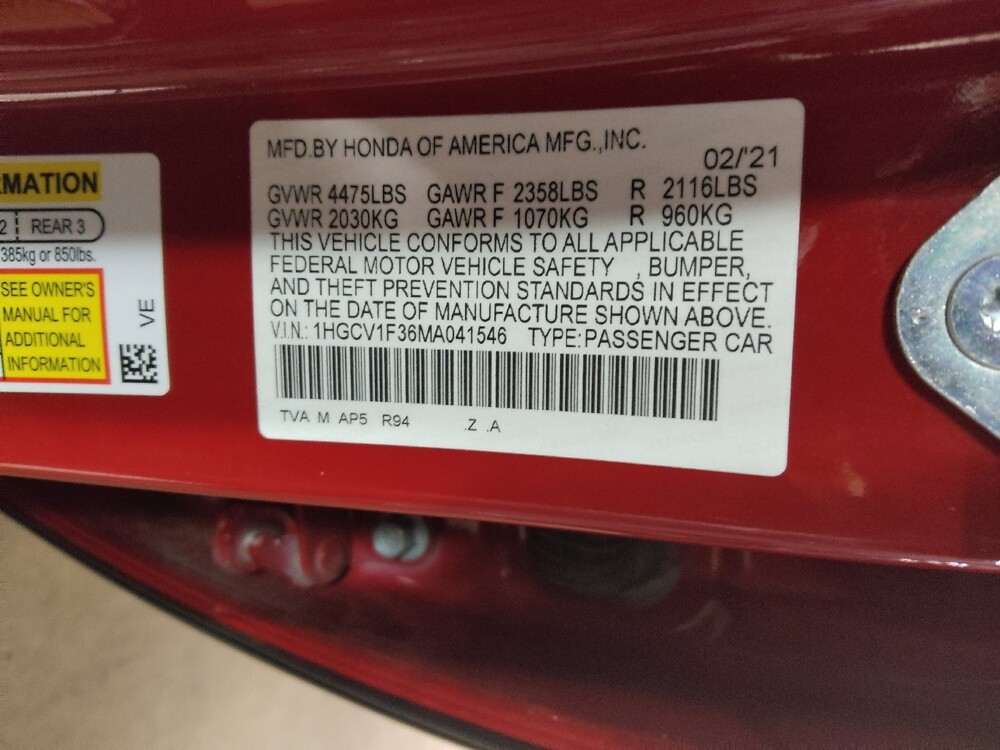 MFD.BY HONDA OF AMERICA MFG.,INC.
02/'21
GVWR 4475LBS GAWR F 2358LBS R 2116LBS
GVWR 2030KG GAWR F 1070KG R 960KG
THIS VEHICLE CONFORMS TO ALL APPLICABLE
FEDERAL MOTOR VEHICLE SAFETY , BUMPER,
AND THEFT PREVENTION STANDARDS IN EFFECT
ON THE DATE OF MANUFACTURE SHOWN ABOVE.
V.I.N.: 1HGCV1F36MA041546 TYPE:PASSENGER CAR
TVA M AP5 R94 .Z .A
RMATION
2 REAR 3
385kg or 850lbs.
SEE OWNER'S
MANUAL FOR
ADDITIONAL
INFORMATION
VE